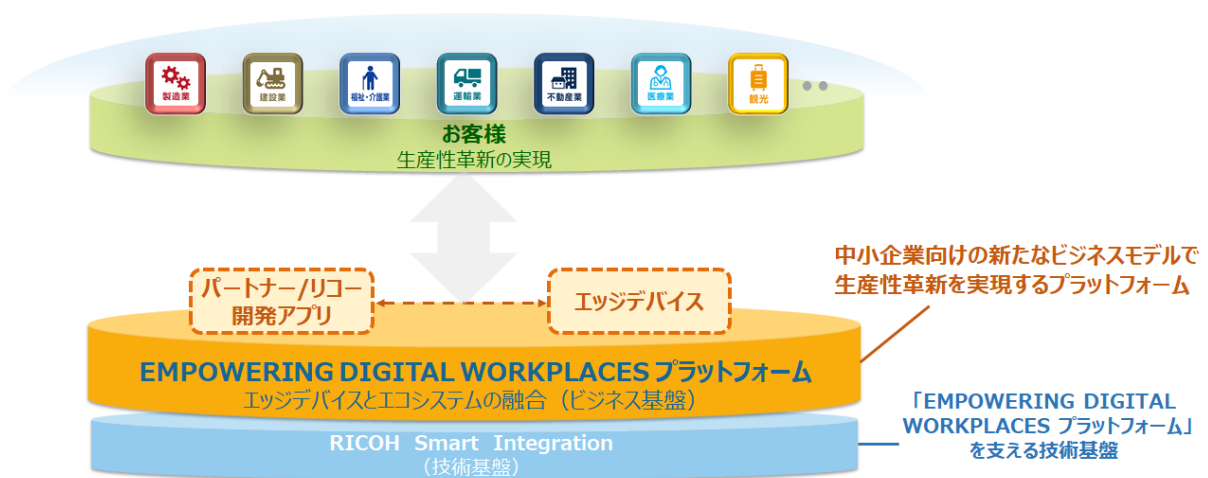 製造業
建設業
福祉・介護業
運輸業
不動産業
医療業
観光
お客様
生産性革新の実現
パートナー/リコー
開発アプリ
エッジデバイス
中小企業向けの新たなビジネスモデルで
生産性革新を実現するプラットフォーム
EMPOWERING DIGITAL WORKPLACES プラットフォーム
エッジデバイスとエコシステムの融合（ビジネス基盤）
「EMPOWERING DIGITAL
WORKPLACES プラットフォーム」
を支える技術基盤
RICOH Smart Integration
（技術基盤）